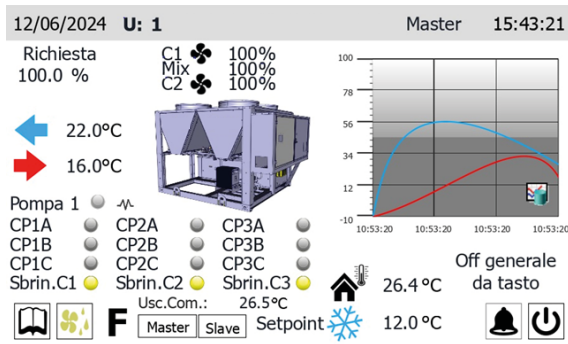 12/06/2024 U: 1 Master 15:43:21
Richiesta
100.0 %
C1 100%
Mix 100%
C2 100%
22.0°C
16.0°C
100
78
56
34
12
-10
10:53:20 10:53:20 10:53:20 10:53:20
Pompa 1
CP1A CP2A CP3A
CP1B CP2B CP3B
CP1C CP2C CP3C
Sbrin.C1 Sbrin.C2 Sbrin.C3
Off generale
da tasto
26.4 °C
Usc.Com.: 26.5°C
F Master Slave Setpoint 12.0 °C